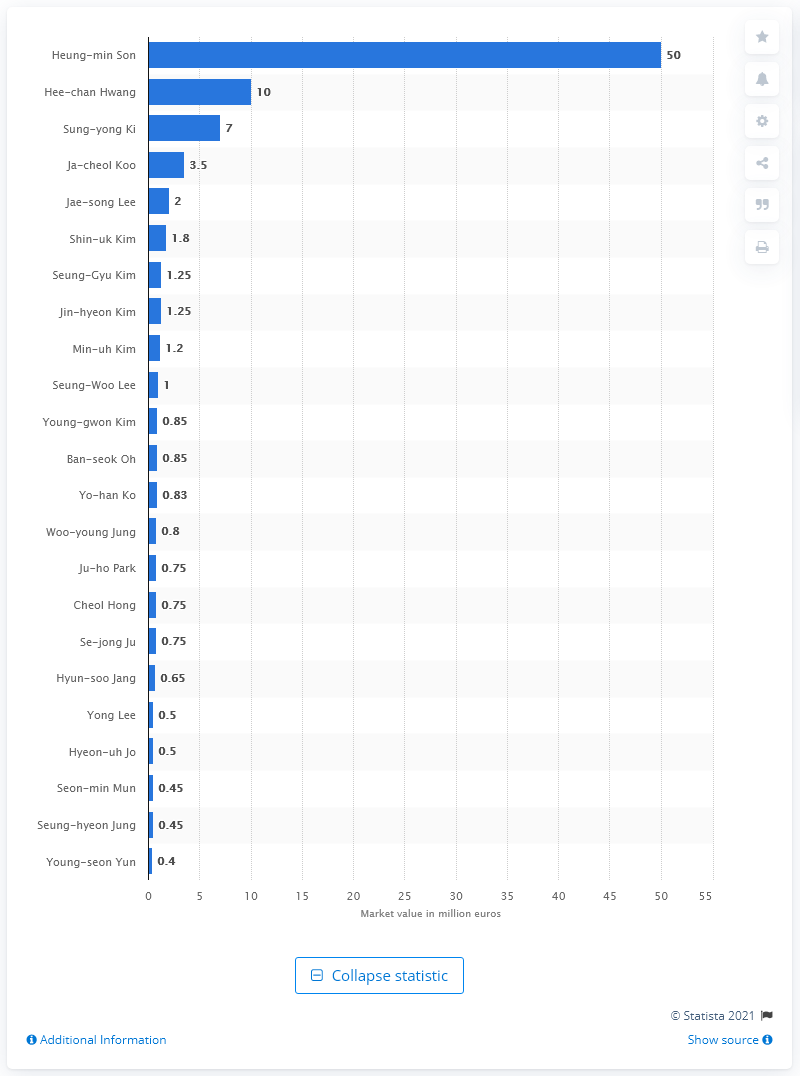 Heung-min Son 50
Hee-chan Hwang 10
Sung-yong Ki 7
Ja-cheol Koo 3.5
Jae-song Lee 2
Shin-uk Kim 1.8
Seung-Gyu Kim 1.25
Jin-hyeon Kim 1.25
Min-uh Kim 1.2
Seung-Woo Lee 1
Young-gwon Kim 0.85
Ban-seok Oh 0.85
Yo-han Ko 0.83
Woo-young Jung 0.8
Ju-ho Park 0.75
Cheol Hong 0.75
Se-jong Ju 0.75
Hyun-soo Jang 0.65
Yong Lee 0.5
Hyeon-uh Jo 0.5
Seon-min Mun 0.45
Seung-hyeon Jung 0.45
Young-seon Yun 0.4
0 5 10 15 20 25 30 35 40 45 50 55
Market value in million euros
Collapse statistic
© Statista 2021
Additional Information Show source